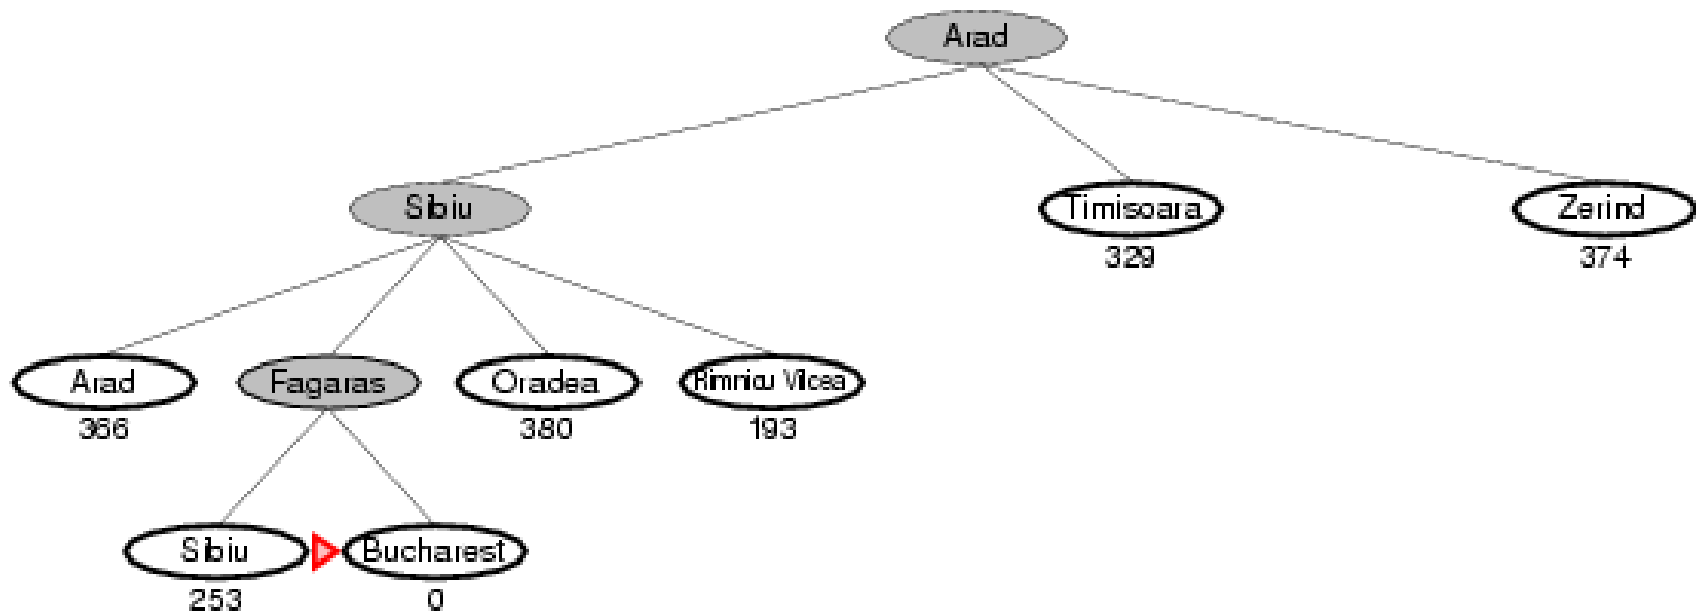 Arad
Sibiu
Timisoara
Zerind
329
374
Arad
Fagaras
Oradea
Rimnicu Vilcea
366
380
193
Sibiu
Bucharest
253
0